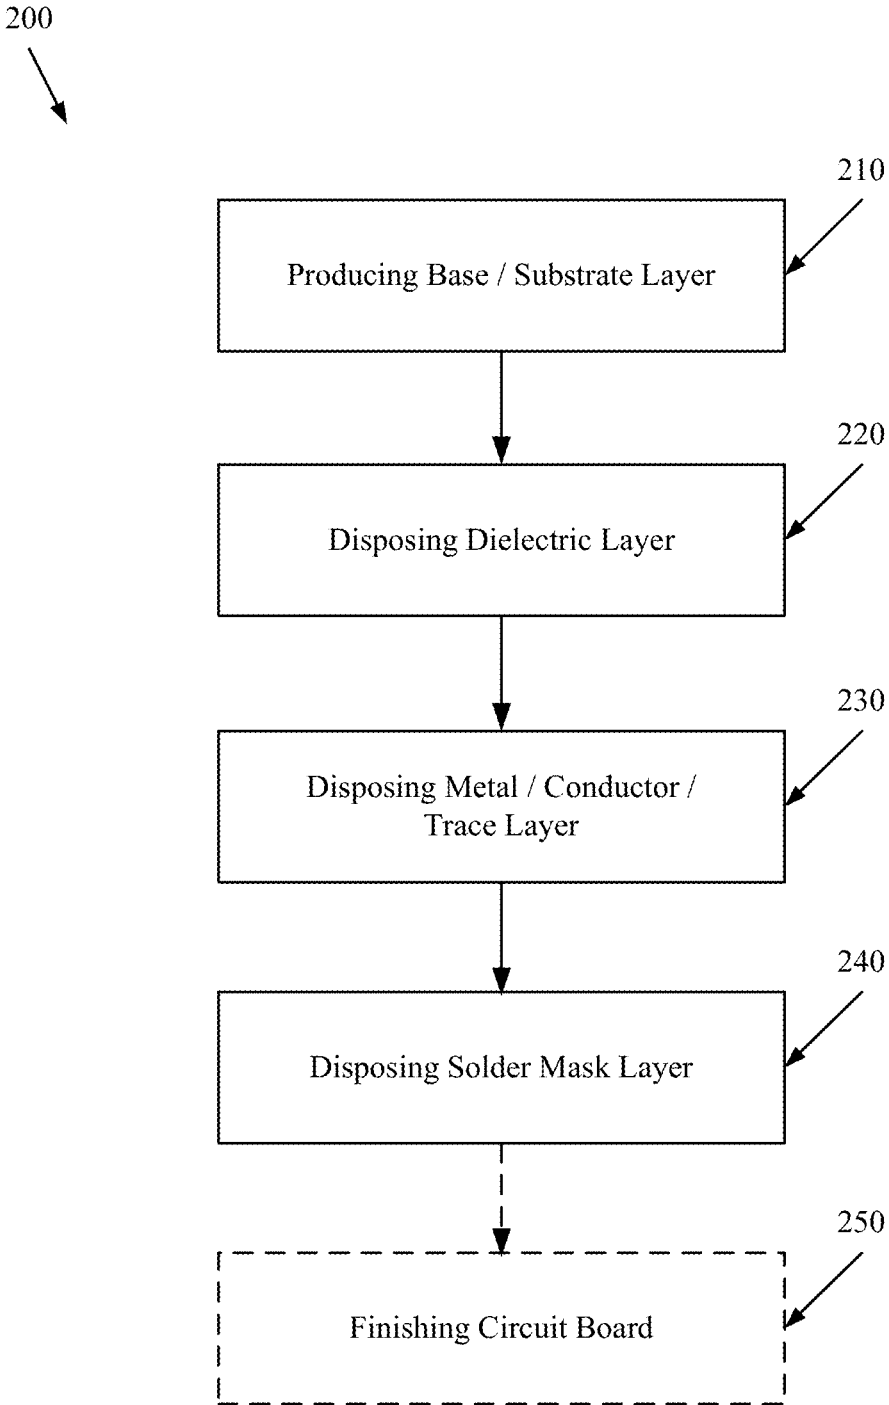 200
210
Producing Base / Substrate Layer
220
Disposing Dielectric Layer
230
Disposing Metal / Conductor /
Trace Layer
240
Disposing Solder Mask Layer
250
Finishing Circuit Board